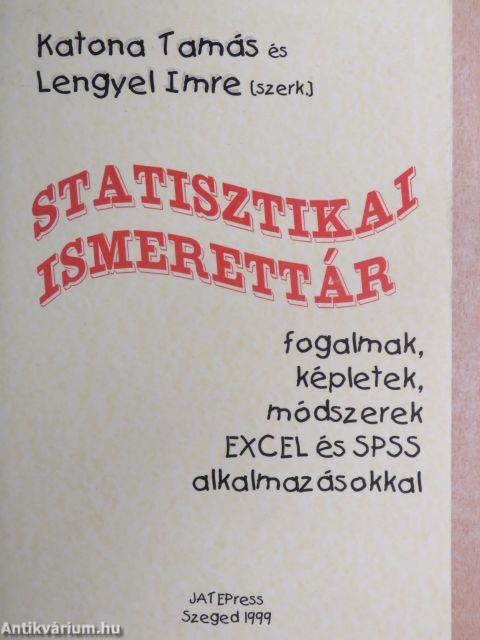 Katona Tamás és
Lengyel Imre [szerk.]
STATISZTIKAI
ISMERETTÁR
fogalmak,
képletek,
módszerek
EXCEL és SPSS
alkalmazásokkal
JATEPress
Szeged 1999
Antikvárium.hu